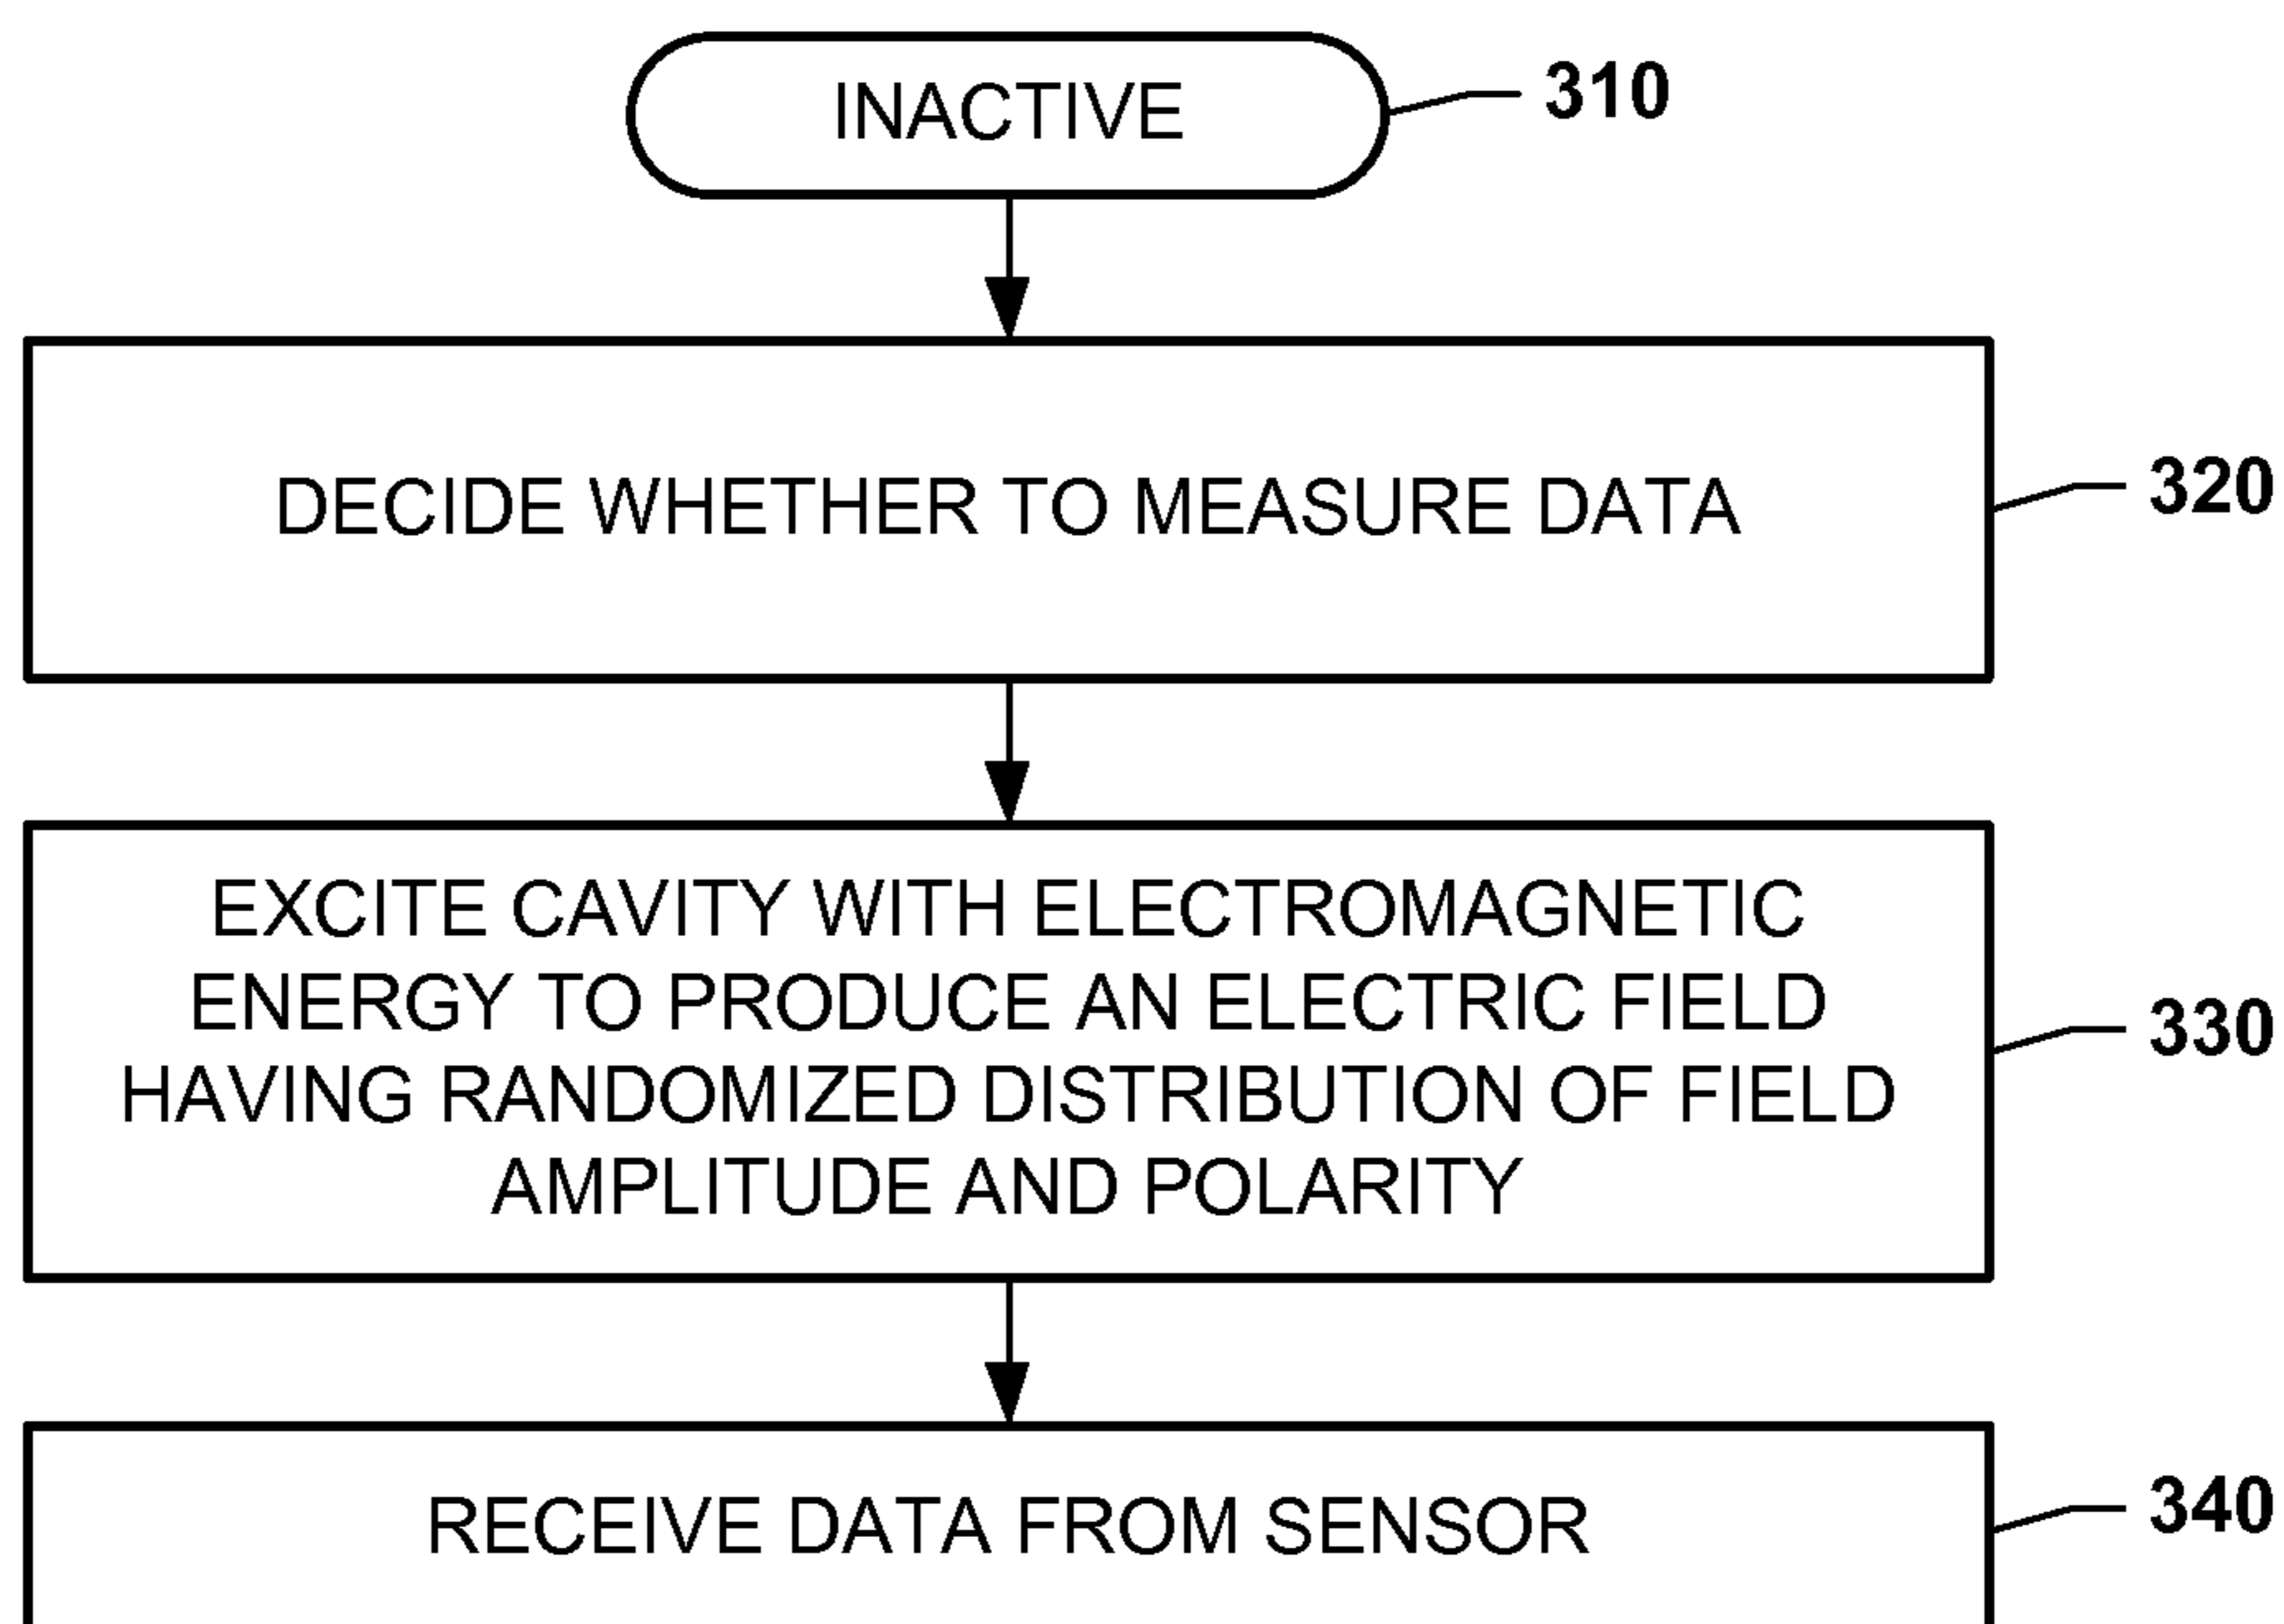 INACTIVE
310
DECIDE WHETHER TO MEASURE DATA
320
EXCITE CAVITY WITH ELECTROMAGNETIC
ENERGY TO PRODUCE AN ELECTRIC FIELD
HAVING RANDOMIZED DISTRIBUTION OF FIELD
AMPLITUDE AND POLARITY
330
RECEIVE DATA FROM SENSOR
340